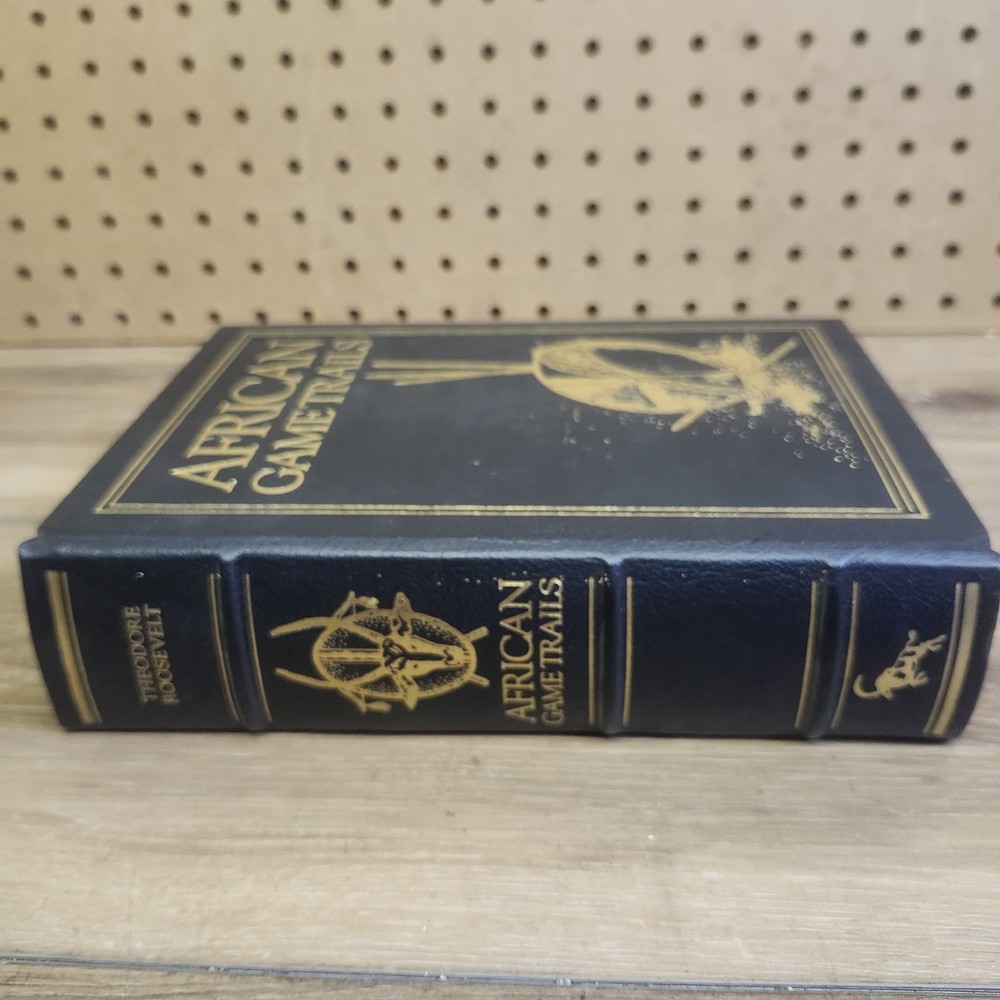 AFRICAN
GAME TRAILS
THEODORE
ROOSEVELT
AFRICAN
GAME TRAILS